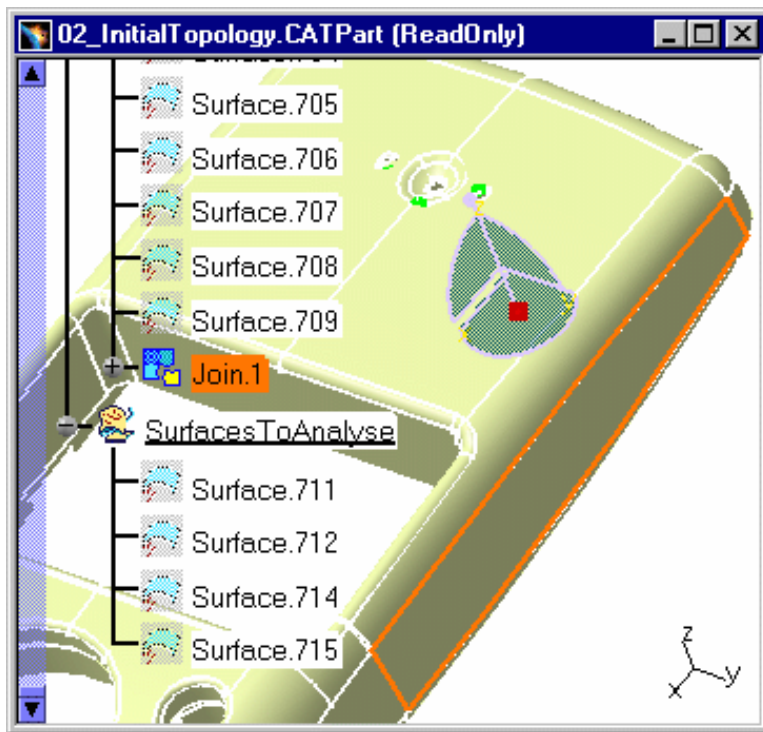 02_InitialTopology.CATPart (ReadOnly)
Surface.705
Surface.706
Surface.707
Surface.708
Surface.709
Join.1
SurfacesToAnalyse
Surface.711
Surface.712
Surface.714
Surface.715
z
y
x
z
y
x